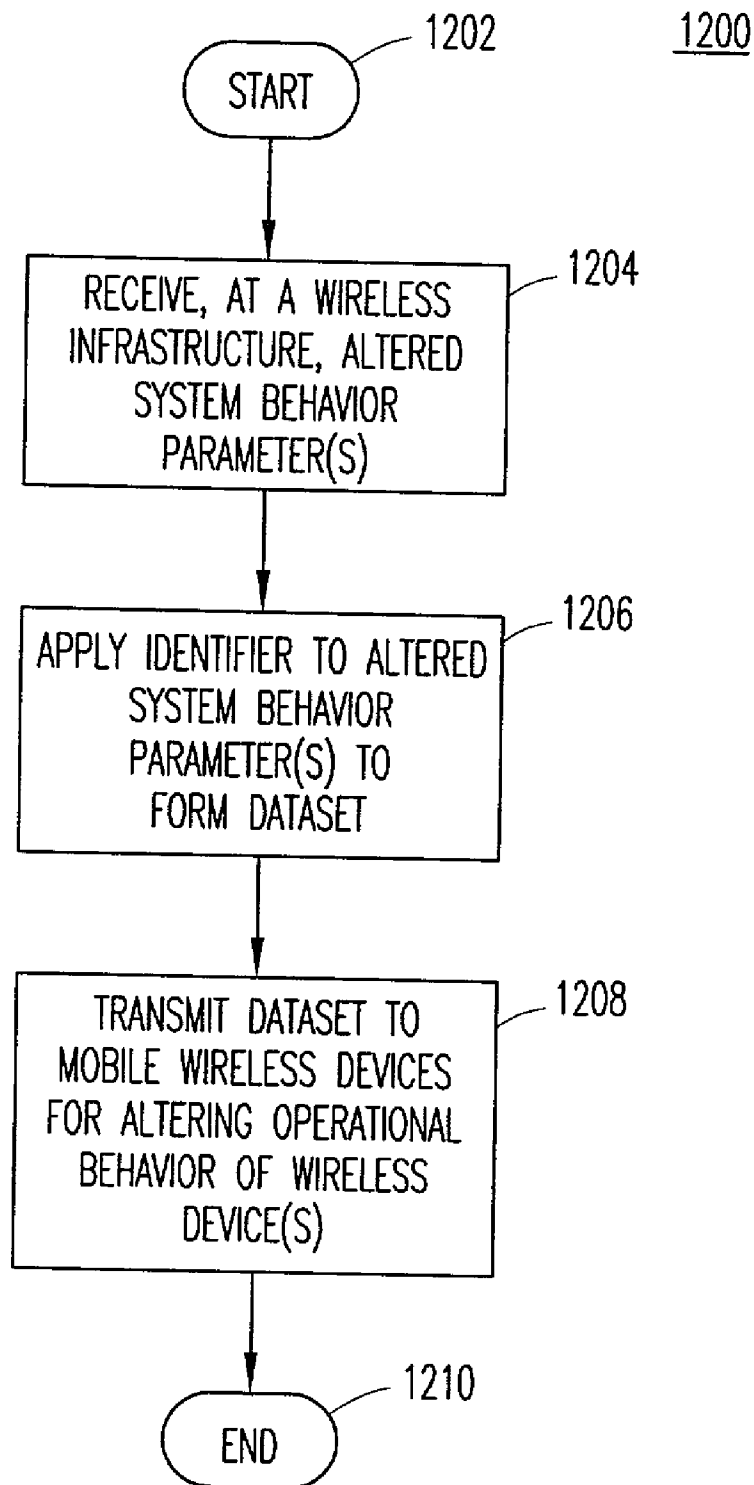 1200
1202
START
1204
RECEIVE, AT A WIRELESS
INFRASTRUCTURE, ALTERED
SYSTEM BEHAVIOR
PARAMETER(S)
1206
APPLY IDENTIFIER TO ALTERED
SYSTEM BEHAVIOR
PARAMETER(S) TO
FORM DATASET
1208
TRANSMIT DATASET TO
MOBILE WIRELESS DEVICES
FOR ALTERING OPERATIONAL
BEHAVIOR OF WIRELESS
DEVICE(S)
1210
END